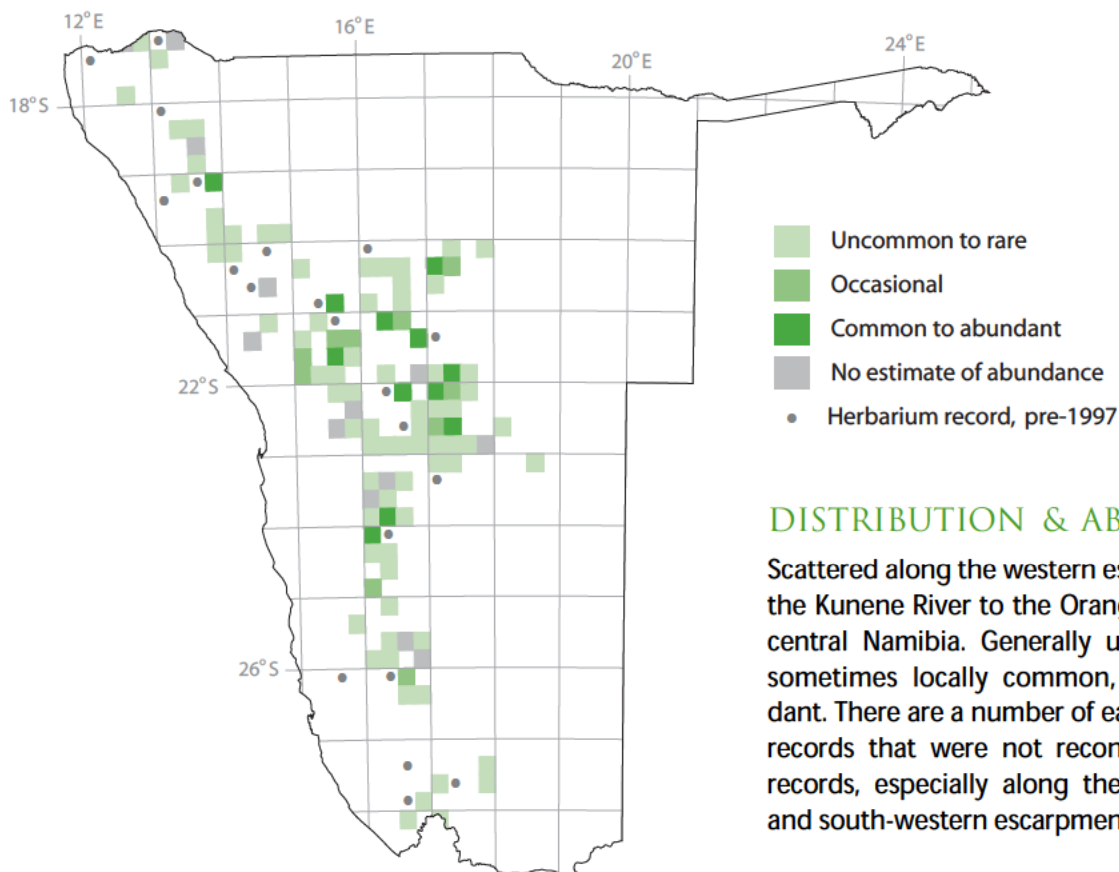 12°E
16°E
20°E
24°E
18°S
22°S
26°S
Uncommon to rare
Occasional
Common to abundant
No estimate of abundance
Herbarium record, pre-1997
DISTRIBUTION & AB
Scattered along the western es
the Kunene River to the Orang
central Namibia. Generally u
sometimes locally common,
dant. There are a number of ea
records that were not recon
records, especially along the
and south-western escarpmen